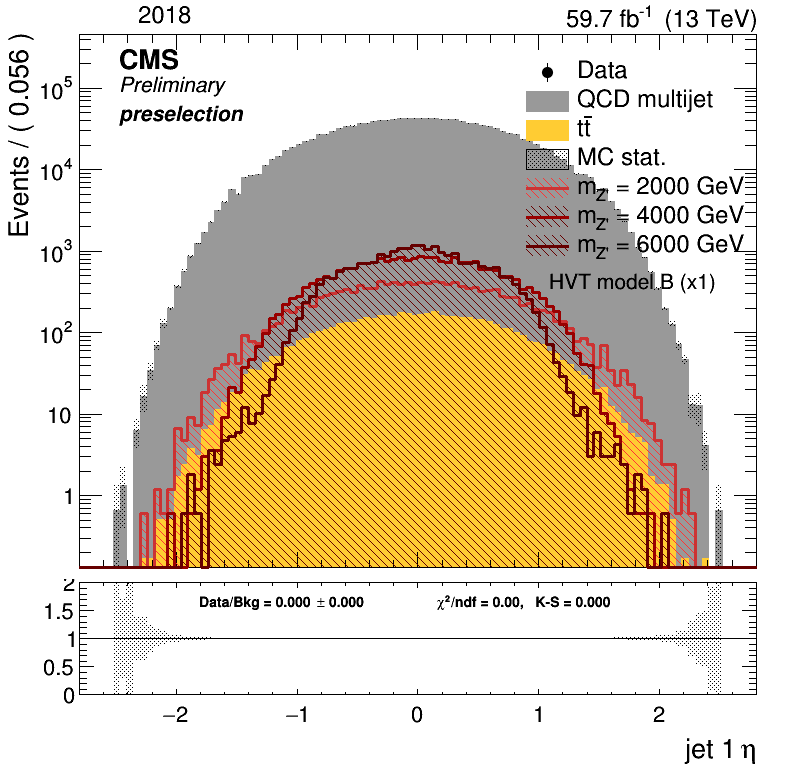 2018
59.7 fb⁻¹ (13 TeV)
Events / ( 0.056 )
CMS
Preliminary
preselection
Data
QCD multijet
tt̄
MC stat.
m_Z' = 2000 GeV
m_Z' = 4000 GeV
m_Z' = 6000 GeV
HVT model B (x1)
10⁵
10⁴
10³
10²
10
1
Data/Bkg = 0.000 ± 0.000
χ²/ndf = 0.00, K-S = 0.000
2
1.5
1
0.5
0
−2 −1 0 1 2
jet 1 η